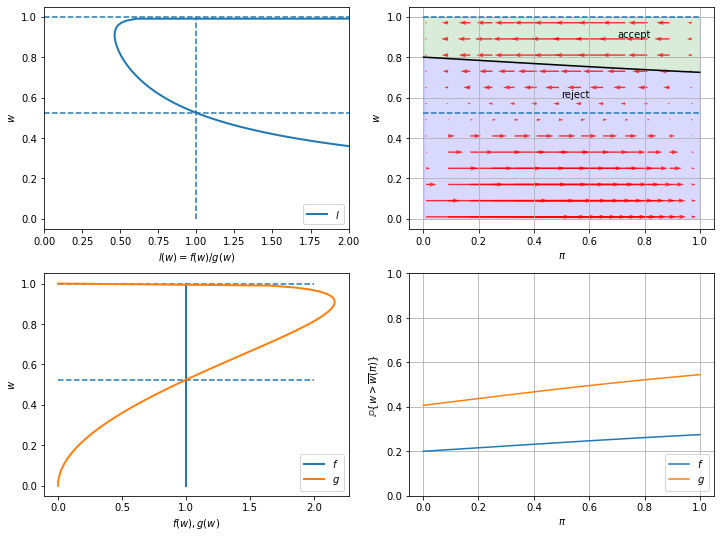 1.0
0.8
0.6
0.4
0.2
0.0
w
0.00 0.25 0.50 0.75 1.00 1.25 1.50 1.75 2.00
l(w) = f(w)/g(w)
l
1.0
0.8
0.6
0.4
0.2
0.0
w
accept
reject
0.0 0.2 0.4 0.6 0.8 1.0
π
1.0
0.8
0.6
0.4
0.2
0.0
w
0.0 0.5 1.0 1.5 2.0
f(w), g(w)
f
g
1.0
0.8
0.6
0.4
0.2
0.0
ℙ{w > w̅(π)}
0.0 0.2 0.4 0.6 0.8 1.0
π
f
g